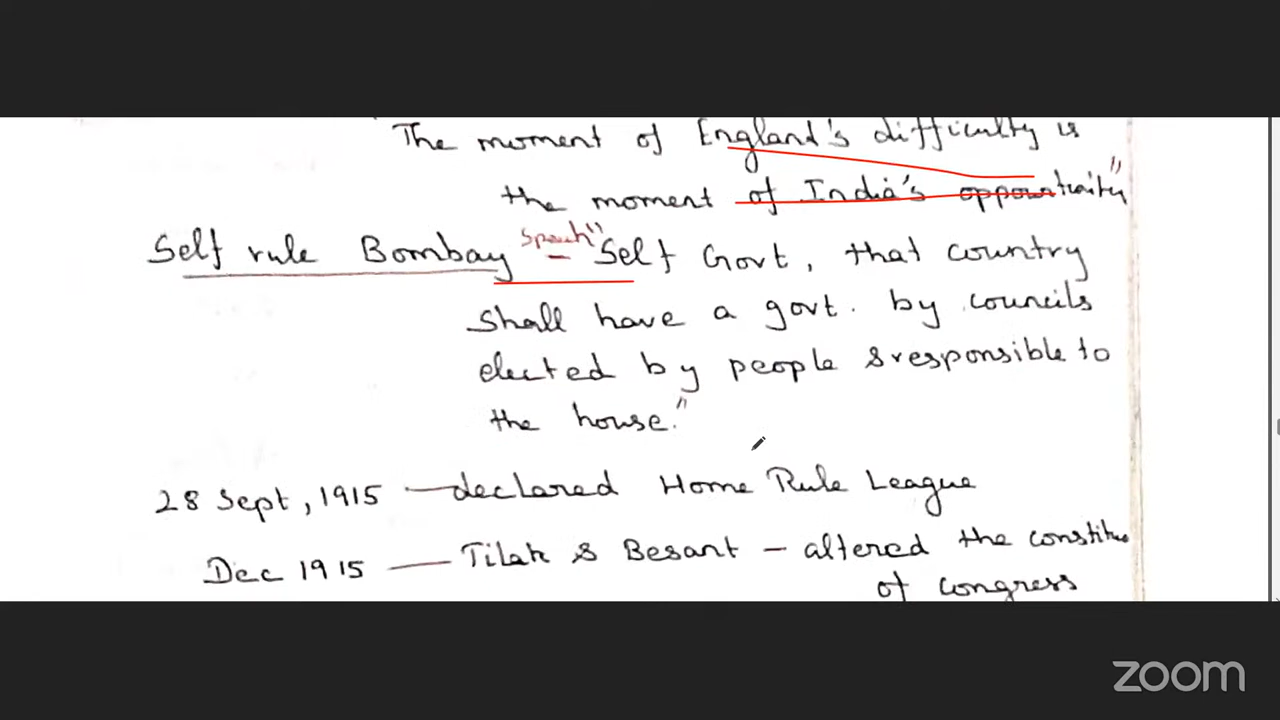 The moment of England's difficulty is
the moment of India's opportunity"
Self rule Bombay Speech" - Self Govt, that country
shall have a govt. by councils
elected by people & responsible to
the house."
28 Sept, 1915 — declared Home Rule League
Dec 1915 — Tilak & Besant - altered the
of congress
zoom